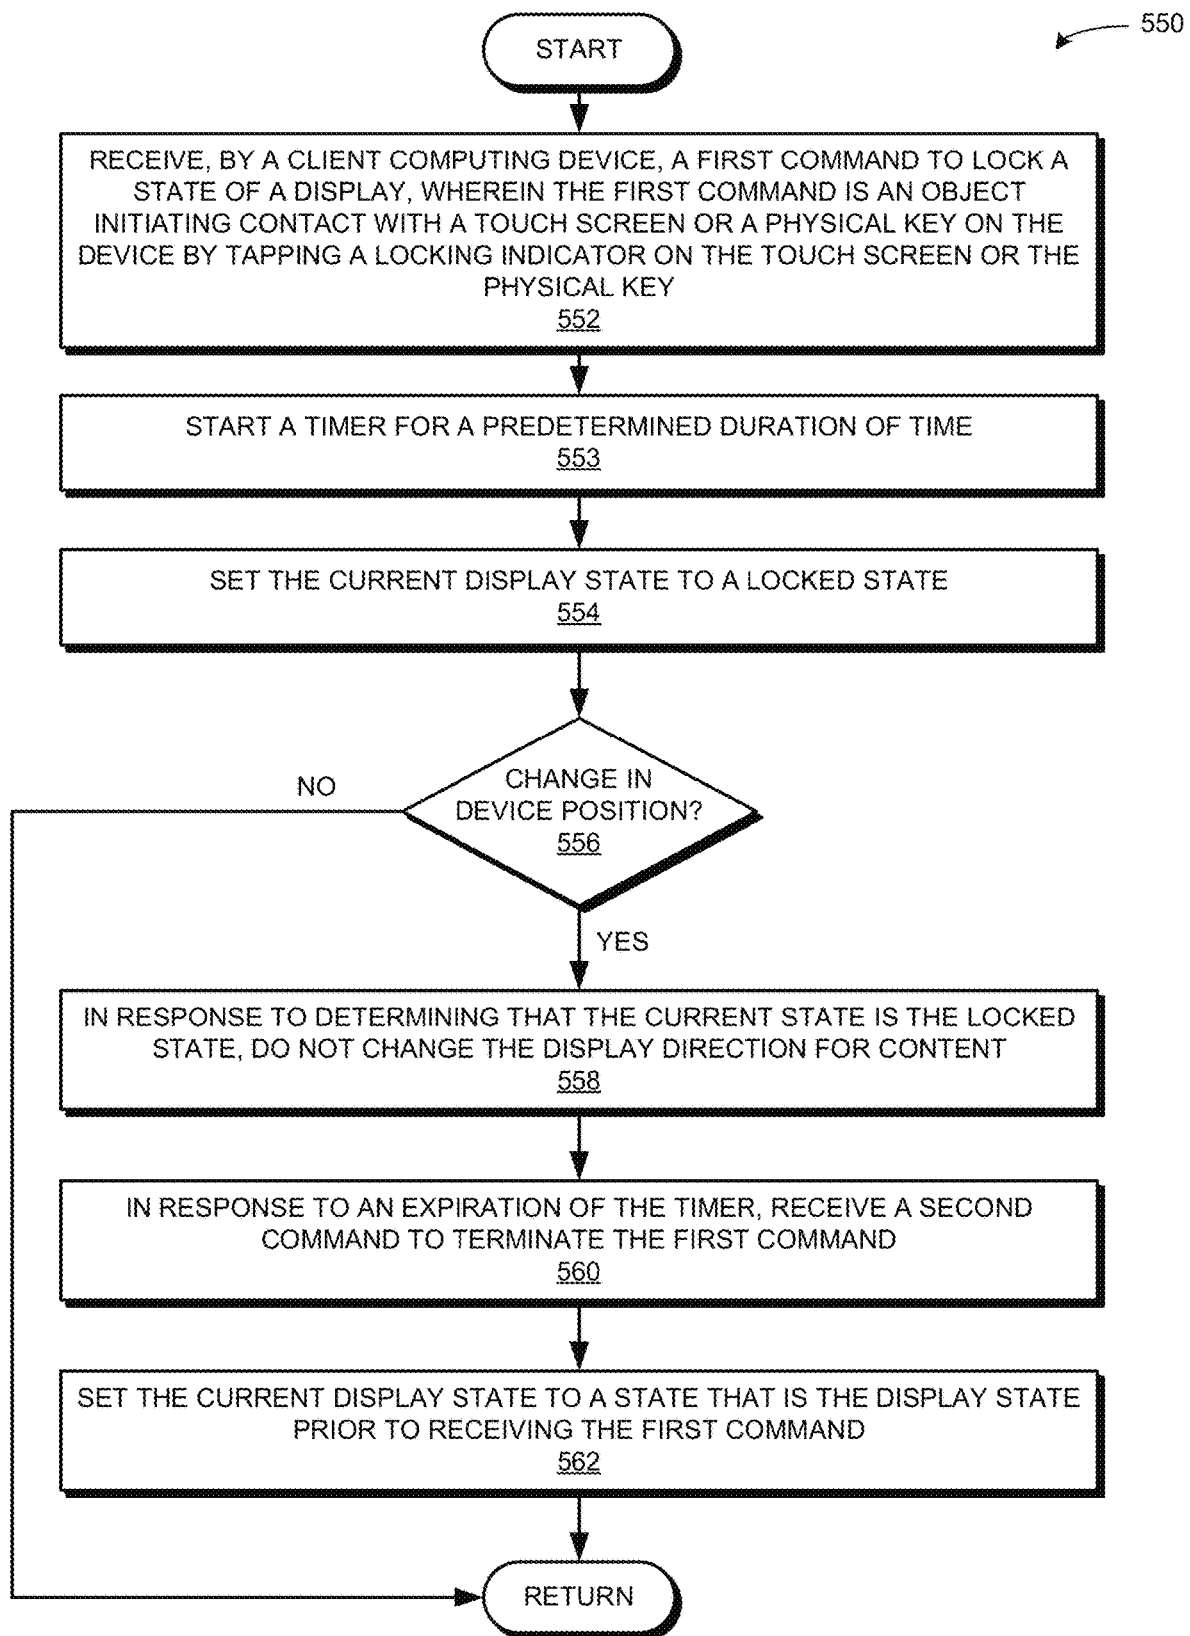 550
START
RECEIVE, BY A CLIENT COMPUTING DEVICE, A FIRST COMMAND TO LOCK A
STATE OF A DISPLAY, WHEREIN THE FIRST COMMAND IS AN OBJECT
INITIATING CONTACT WITH A TOUCH SCREEN OR A PHYSICAL KEY ON THE
DEVICE BY TAPPING A LOCKING INDICATOR ON THE TOUCH SCREEN OR THE
PHYSICAL KEY
552
START A TIMER FOR A PREDETERMINED DURATION OF TIME
553
SET THE CURRENT DISPLAY STATE TO A LOCKED STATE
554
NO
CHANGE IN
DEVICE POSITION?
556
YES
IN RESPONSE TO DETERMINING THAT THE CURRENT STATE IS THE LOCKED
STATE, DO NOT CHANGE THE DISPLAY DIRECTION FOR CONTENT
558
IN RESPONSE TO AN EXPIRATION OF THE TIMER, RECEIVE A SECOND
COMMAND TO TERMINATE THE FIRST COMMAND
560
SET THE CURRENT DISPLAY STATE TO A STATE THAT IS THE DISPLAY STATE
PRIOR TO RECEIVING THE FIRST COMMAND
562
RETURN